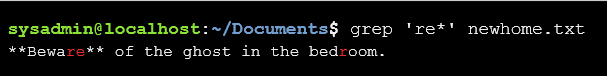 sysadmin@localhost:~/Documents$ grep 're*' newhome.txt
**Beware** of the ghost in the bedroom.